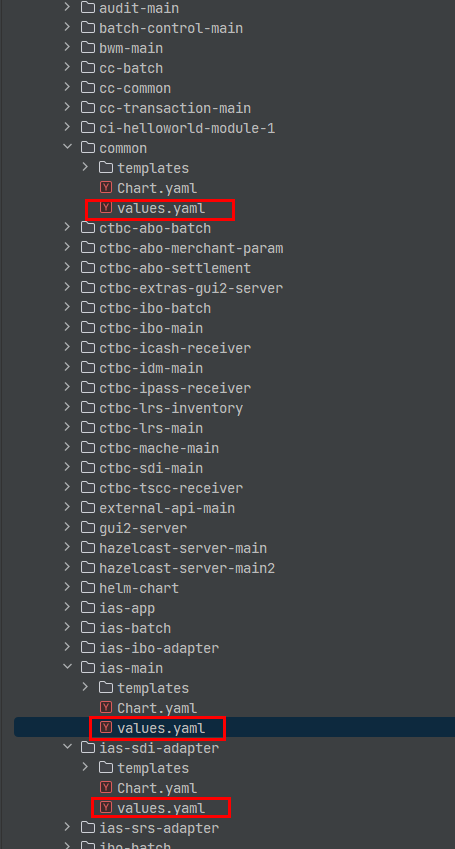 audit-main
batch-control-main
bwm-main
cc-batch
cc-common
cc-transaction-main
ci-helloworld-module-1
common
templates
Y Chart.yaml
Y values.yaml
ctbc-abo-batch
ctbc-abo-merchant-param
ctbc-abo-settlement
ctbc-extras-gui2-server
ctbc-ibo-batch
ctbc-ibo-main
ctbc-icash-receiver
ctbc-idm-main
ctbc-ipass-receiver
ctbc-lrs-inventory
ctbc-lrs-main
ctbc-mache-main
ctbc-sdi-main
ctbc-tscc-receiver
external-api-main
gui2-server
hazelcast-server-main
hazelcast-server-main2
helm-chart
ias-app
ias-batch
ias-ibo-adapter
ias-main
templates
Y Chart.yaml
Y values.yaml
ias-sdi-adapter
templates
Y Chart.yaml
Y values.yaml
ias-srs-adapter
ibo-batch